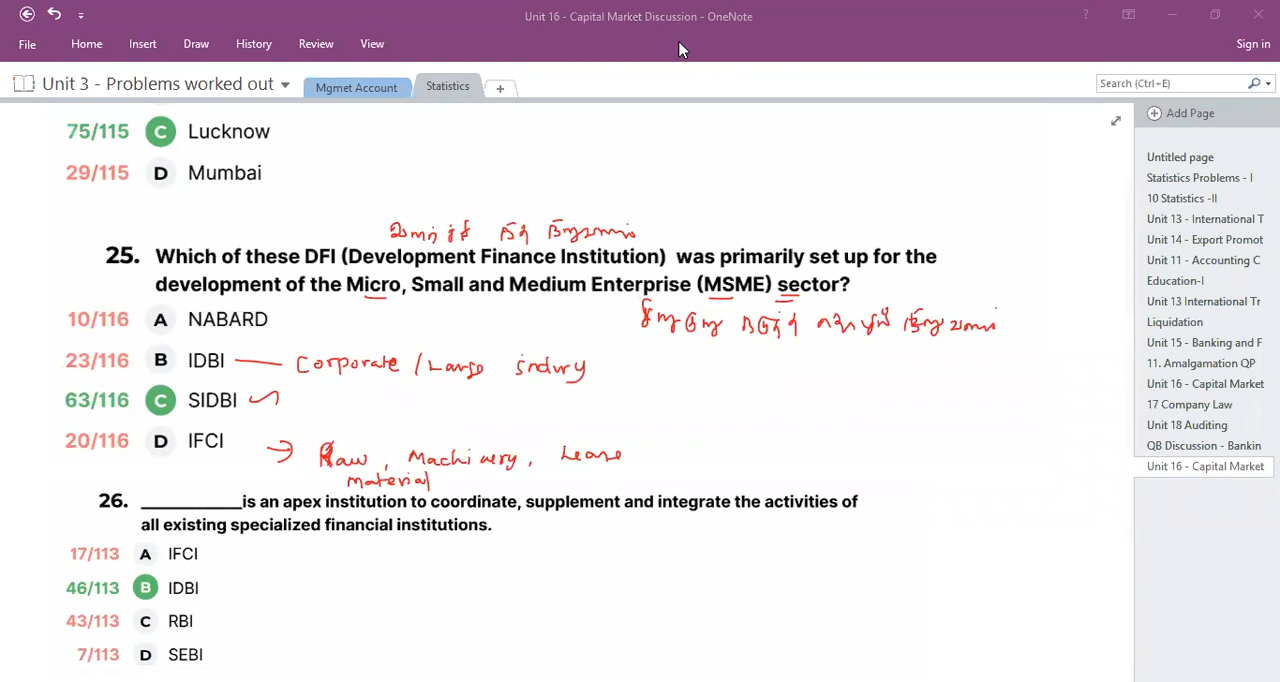 Unit 16 - Capital Market Discussion - OneNote
?
File Home Insert Draw History Review View
Sign in
Unit 3 - Problems worked out
Mgmet Account
Statistics
+
Search (Ctrl+E)
75/115 C Lucknow
29/115 D Mumbai
25. Which of these DFI (Development Finance Institution) was primarily set up for the
development of the Micro, Small and Medium Enterprise (MSME) sector?
10/116 A NABARD
23/116 B IDBI Corporate / Large
63/116 C SIDBI
20/116 D IFCI
Raw , Machinery, Lease
material
26. ____________is an apex institution to coordinate, supplement and integrate the activities of
all existing specialized financial institutions.
17/113 A IFCI
46/113 B IDBI
43/113 C RBI
7/113 D SEBI
Add Page
Untitled page
Statistics Problems - I
10 Statistics -II
Unit 13 - International T
Unit 14 - Export Promot
Unit 11 - Accounting C
Education-I
Unit 13 International Tr
Liquidation
Unit 15 - Banking and F
11. Amalgamation QP
Unit 16 - Capital Market
17 Company Law
Unit 18 Auditing
QB Discussion - Bankin
Unit 16 - Capital Market